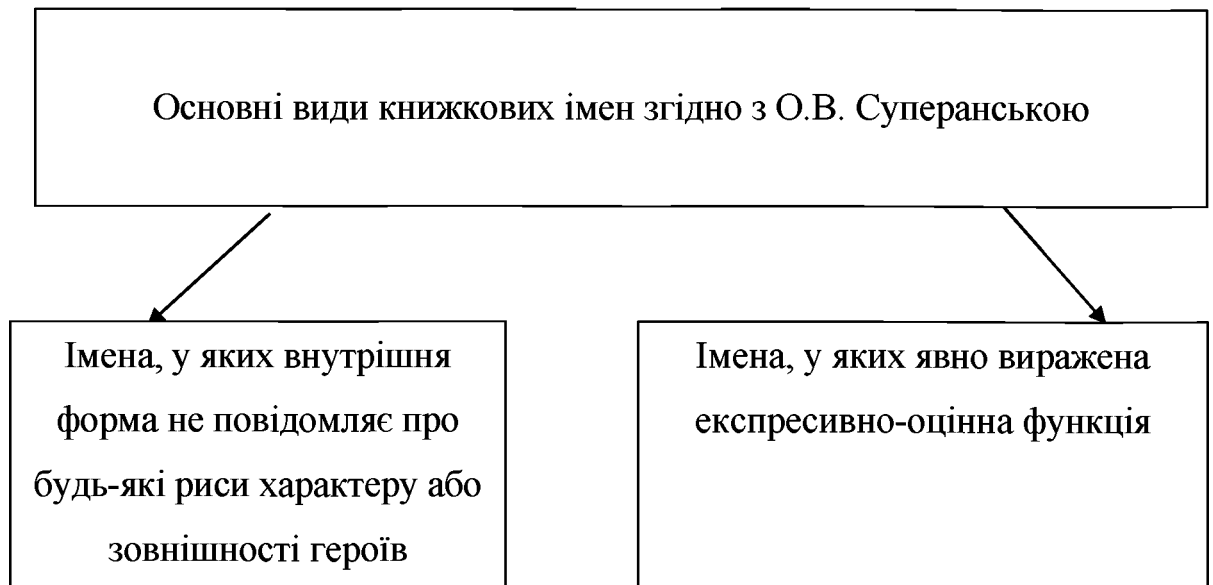 Основні види книжкових імен згідно з О.В. Суперанською
Імена, у яких внутрішня
форма не повідомляє про
будь-які риси характеру або
зовнішності героїв
Імена, у яких явно виражена
експресивно-оцінна функція